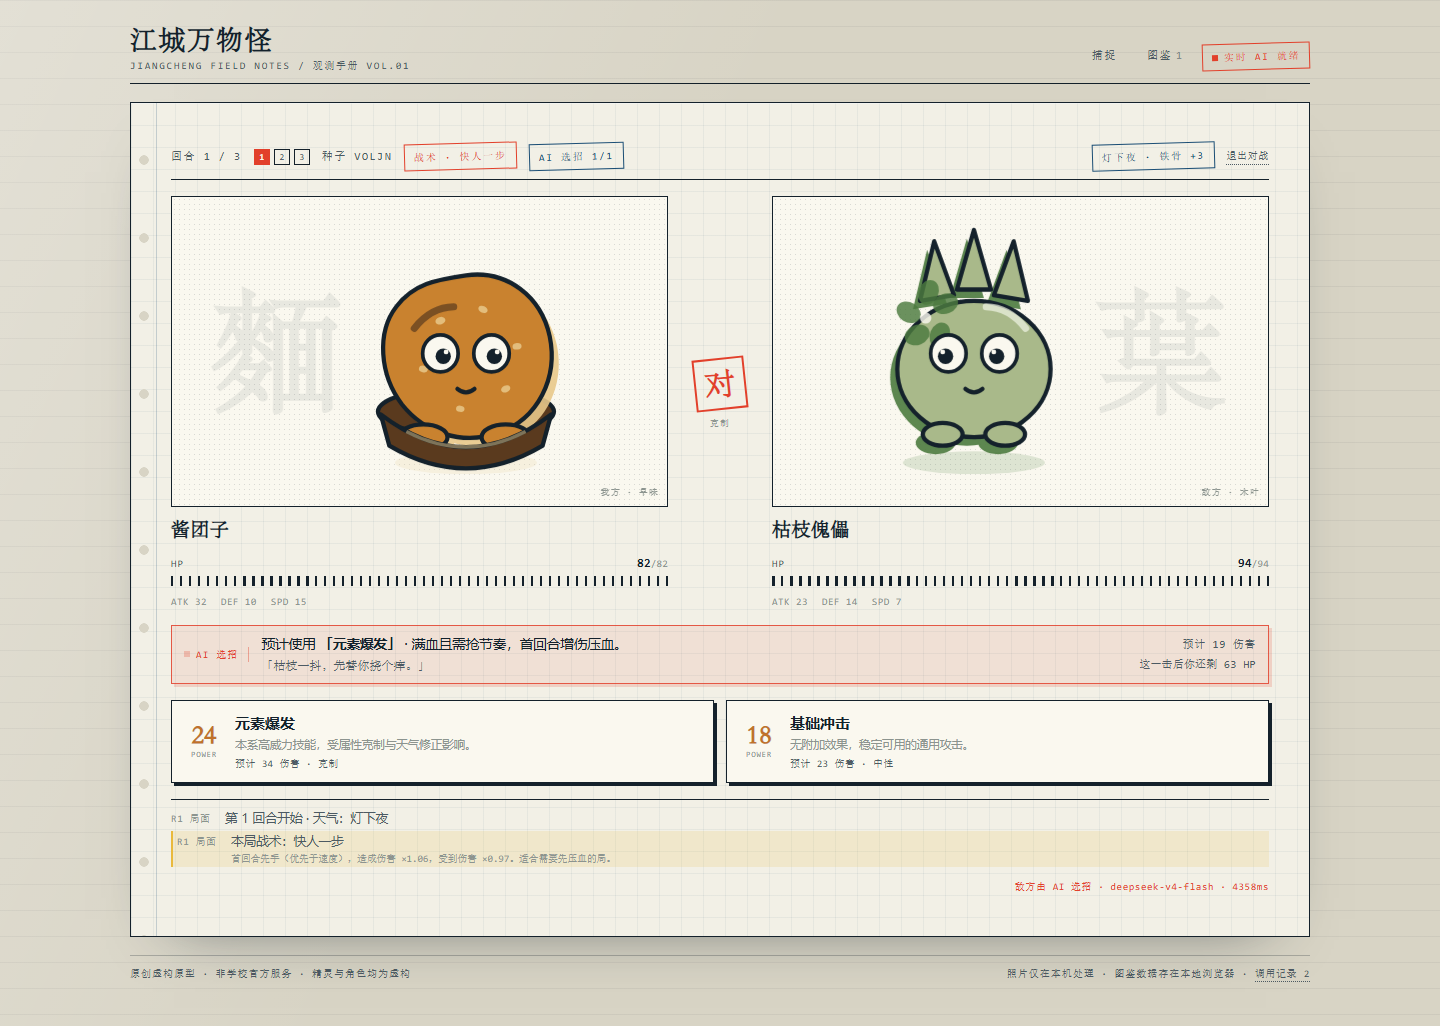 江城万物怪
JIANGCHENG FIELD NOTES / 观测手册 VOL.01
捕捉 图鉴 1 实时 AI 就绪
回合 1 / 3 1 2 3 种子 VOLJN 战术 · 快人一步 AI 选招 1/1 灯下夜 · 铁骨 +3 退出对战
麵
葉
对
克制
我方 · 早味
敌方 · 木叶
酱团子
枯枝傀儡
HP 82/82
HP 94/94
ATK 32 DEF 10 SPD 15
ATK 23 DEF 14 SPD 7
AI 选招 预计使用「元素爆发」 · 满血且需抢节奏，首回合增伤压血。 预计 19 伤害
「枯枝一抖，先替你挠个痒。」 这一击后你还剩 63 HP
24 POWER
元素爆发
本系高威力技能，受属性克制与天气修正影响。
预计 34 伤害 · 克制
18 POWER
基础冲击
无附加效果，稳定可用的通用攻击。
预计 23 伤害 · 中性
R1 局面 第 1 回合开始 · 天气：灯下夜
R1 局面 本局战术：快人一步
首回合先手（优先于速度），造成伤害 ×1.06，受到伤害 ×0.97。适合需要先压血的局。
敌方由 AI 选招 · deepseek-v4-flash · 4358ms
原创虚构原型 · 非学校官方服务 · 精灵与角色均为虚构
照片仅在本机处理 · 图鉴数据存在本地浏览器 · 调用记录 2